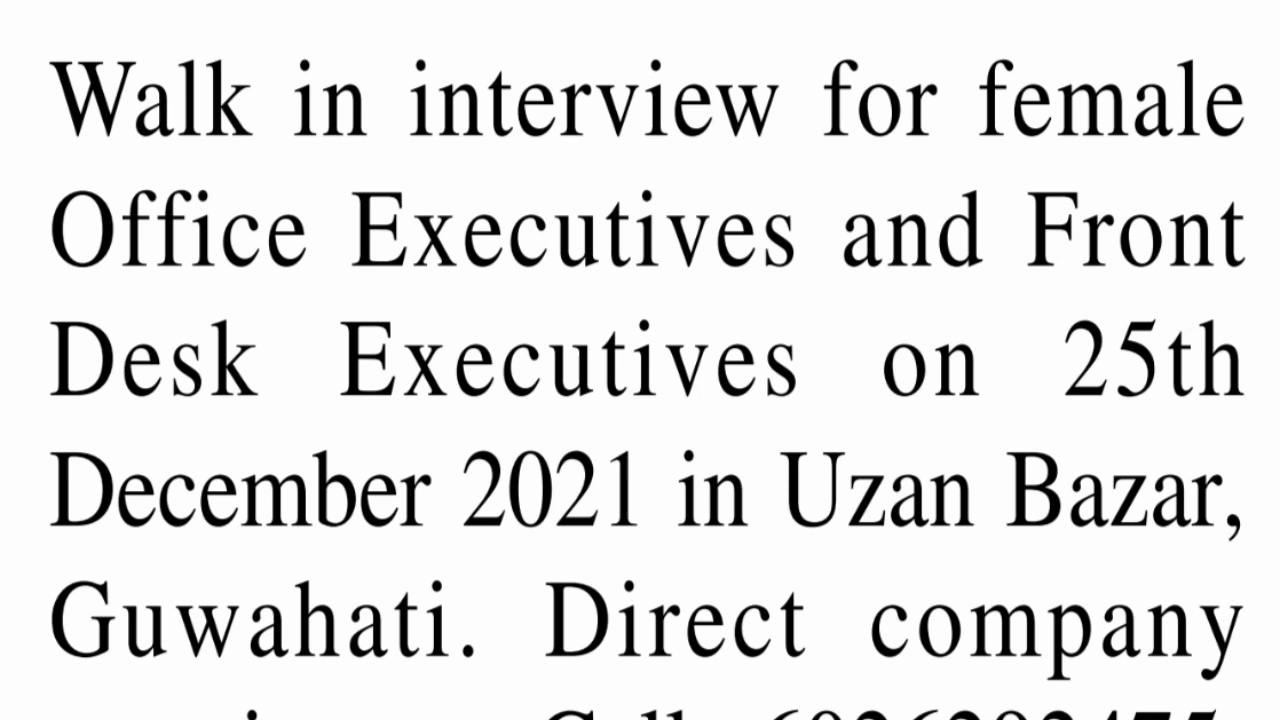 Walk in interview for female
Office Executives and Front
Desk Executives on 25th
December 2021 in Uzan Bazar,
Guwahati. Direct company